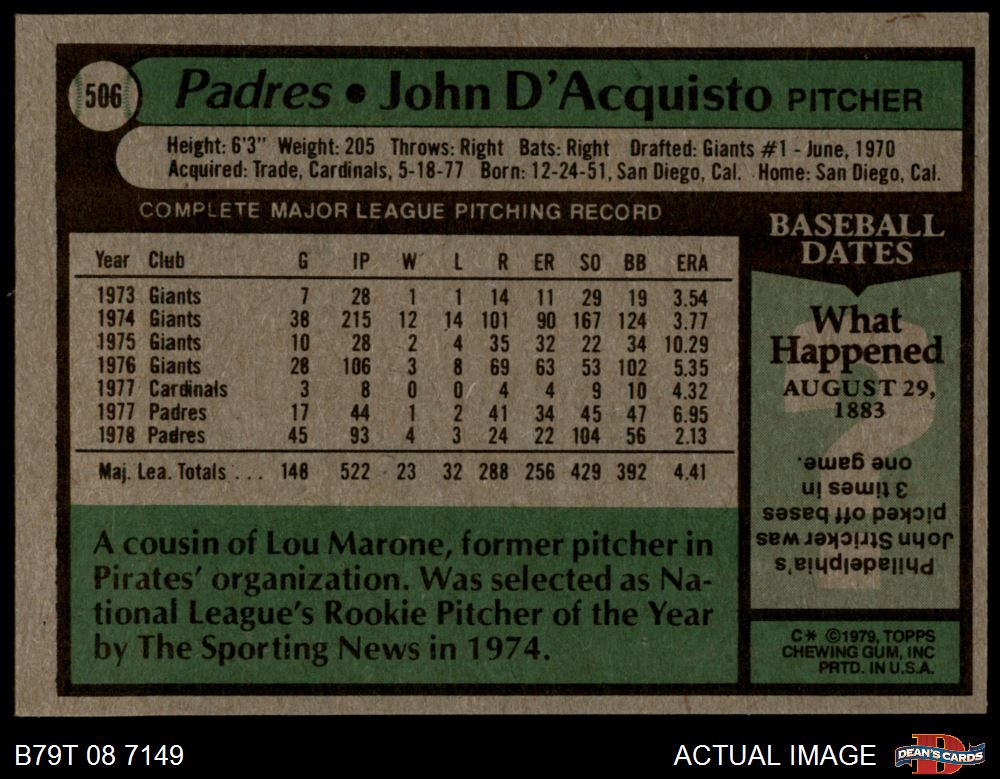 506
Padres • John D'Acquisto PITCHER
Height: 6'3" Weight: 205 Throws: Right Bats: Right Drafted: Giants #1 - June, 1970
Acquired: Trade, Cardinals, 5-18-77 Born: 12-24-51, San Diego, Cal. Home: San Diego, Cal.
COMPLETE MAJOR LEAGUE PITCHING RECORD
Year Club G IP W L R ER SO BB ERA
1973 Giants 7 28 1 1 14 11 29 19 3.54
1974 Giants 38 215 12 14 101 90 167 124 3.77
1975 Giants 10 28 2 4 35 32 22 34 10.29
1976 Giants 28 106 3 8 69 63 53 102 5.35
1977 Cardinals 3 8 0 0 4 4 9 10 4.32
1977 Padres 17 44 1 2 41 34 45 47 6.95
1978 Padres 45 93 4 3 24 22 104 56 2.13
Maj. Lea. Totals ... 148 522 23 32 288 256 429 392 4.41
A cousin of Lou Marone, former pitcher in
Pirates' organization. Was selected as Na-
tional League's Rookie Pitcher of the Year
by The Sporting News in 1974.
BASEBALL
DATES
What
Happened
AUGUST 29,
1883
?
Philadelphia's
John Stricker was
picked off bases
3 times in
one game.
C* ©1979, TOPPS
CHEWING GUM, INC
PRTD. IN U.S.A.
B79T 08 7149
ACTUAL IMAGE
D
DEAN'S CARDS